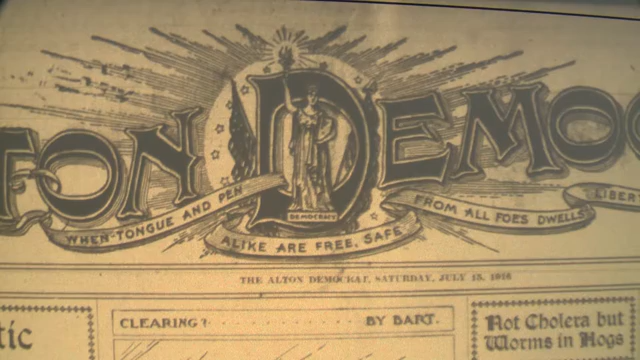 TON DEMOC
WHEN TONGUE AND PEN
ALIKE ARE FREE, SAFE
FROM ALL FOES DWELLS
LIBER
DEMOCRACY
THE ALTON DEMOCRAT, SATURDAY, JULY 15, 1916
CLEARING? BY BART.
Not Cholera but
Worms in Hogs
tic